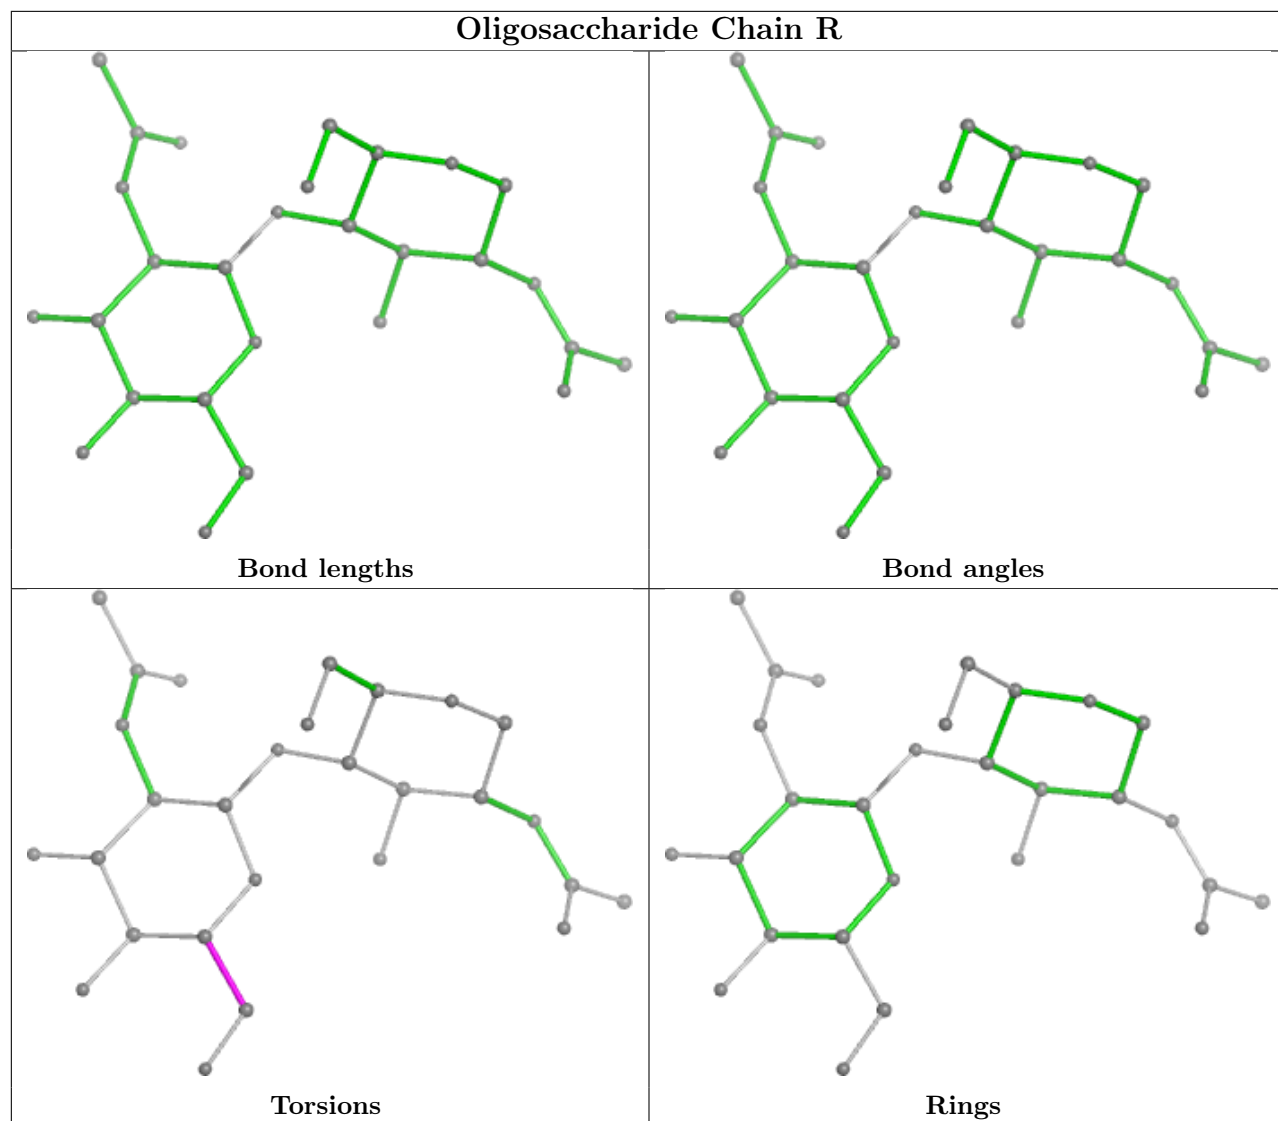 Oligosaccharide Chain R
Bond lengths
Bond angles
Torsions
Rings